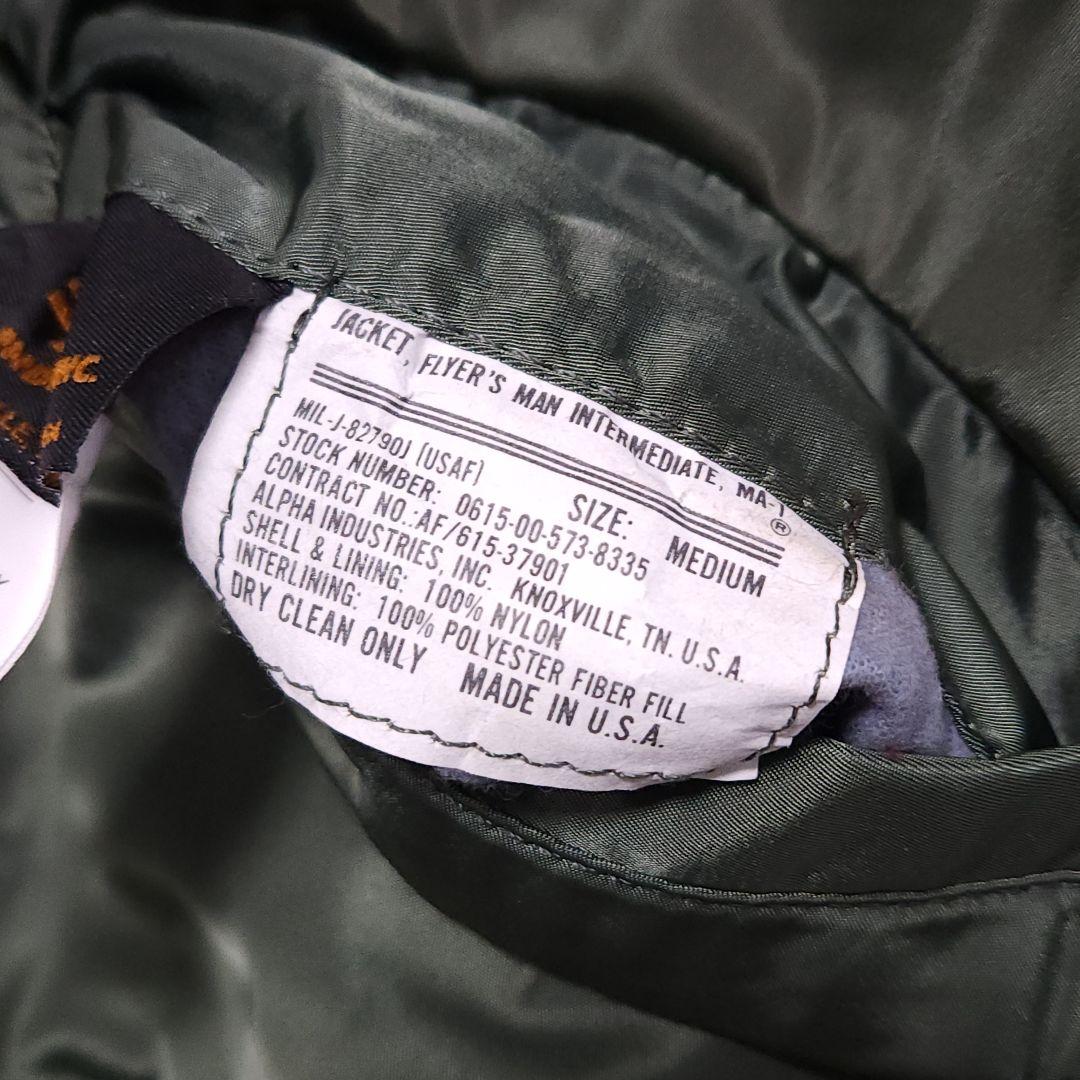 JACKET, FLYER'S MAN INTERMEDIATE, MA-1®
SIZE: MEDIUM
MIL-J-82790J (USAF)
STOCK NUMBER: 0615-00-573-8335
CONTRACT NO.:AF/615-37901
ALPHA INDUSTRIES, INC. KNOXVILLE, TN. U.S.A.
SHELL & LINING: 100% NYLON
INTERLINING: 100% POLYESTER FIBER FILL
DRY CLEAN ONLY MADE IN U.S.A.